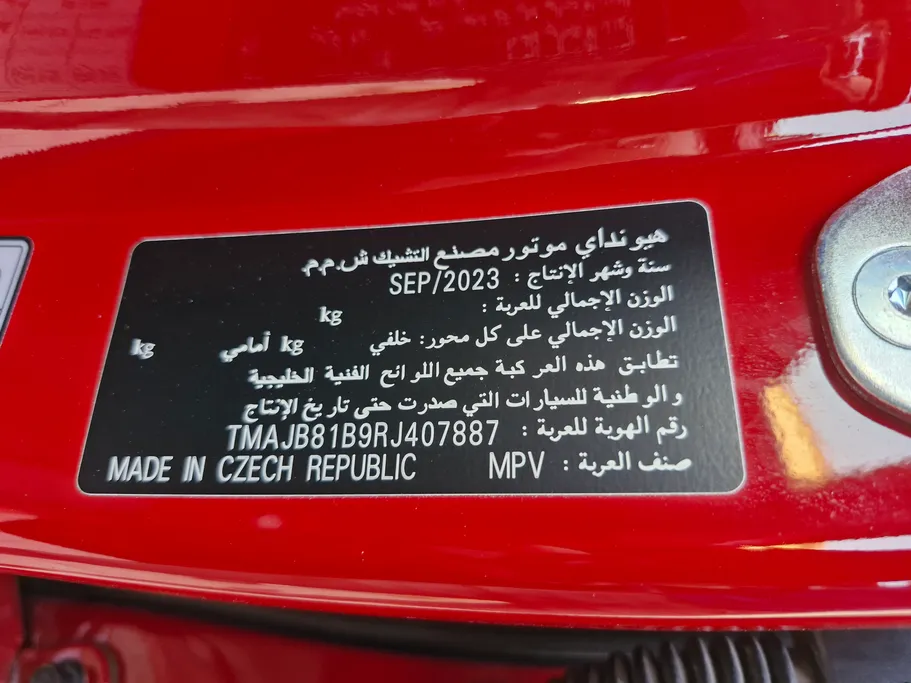 هيونداي موتور مصنع التشيك ش.م.م
سنة وشهر الإنتاج : SEP/2023
الوزن الإجمالي للعربة : kg
الوزن الإجمالي على كل محور: خلفي kg أمامي kg
تطابق هذه العركبة جميع اللوائح الفنية الخليجية
والوطنية للسيارات التي صدرت حتى تاريخ الإنتاج
رقم الهوية للعربة : TMAJB81B9RJ407887
صنف العربة : MPV MADE IN CZECH REPUBLIC